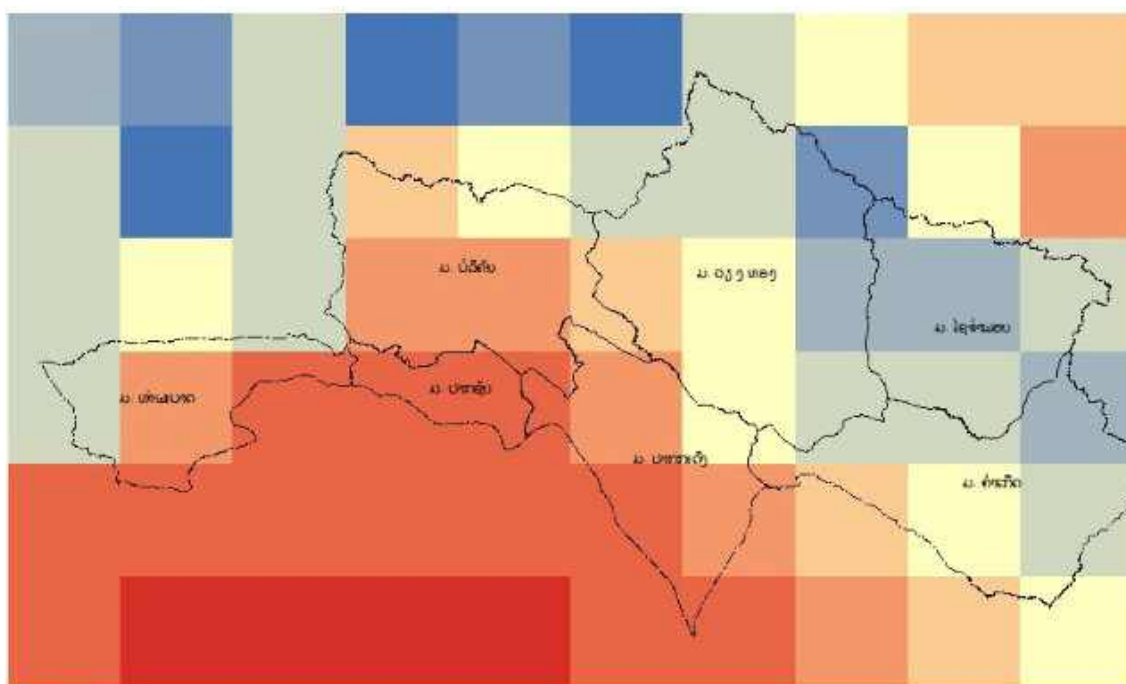 ມ. ບໍລິຄັນ
ມ. ວຽງທອງ
ມ. ໄຊຈຳພອນ
ມ. ປາກຊັນ
ມ. ທ່າພະບາດ
ມ. ປາກກະດິງ
ມ. ຄຳເກີດ